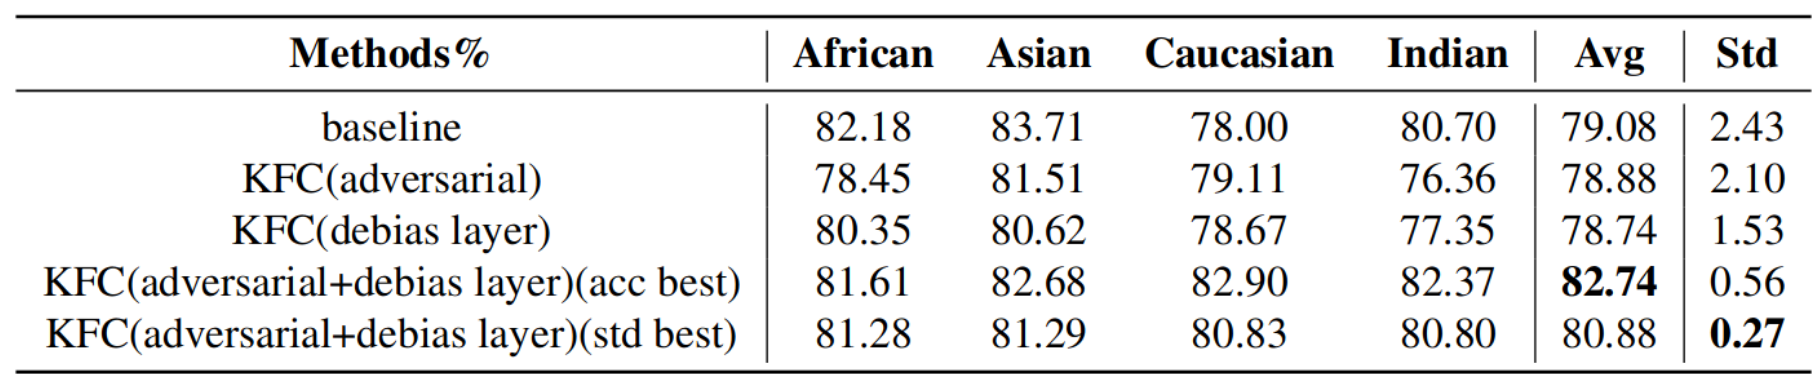 Methods% African Asian Caucasian Indian Avg Std
baseline 82.18 83.71 78.00 80.70 79.08 2.43
KFC(adversarial) 78.45 81.51 79.11 76.36 78.88 2.10
KFC(debias layer) 80.35 80.62 78.67 77.35 78.74 1.53
KFC(adversarial+debias layer)(acc best) 81.61 82.68 82.90 82.37 82.74 0.56
KFC(adversarial+debias layer)(std best) 81.28 81.29 80.83 80.80 80.88 0.27